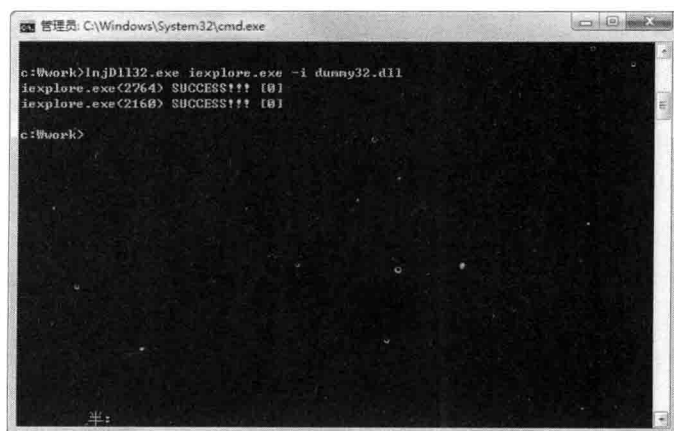 管理员: C:\Windows\System32\cmd.exe
c:₩work>InjDll32.exe iexplore.exe -i dummy32.dll
iexplore.exe(2764) SUCCESS!!! [0]
iexplore.exe(2160) SUCCESS!!! [0]
c:₩work>
半: